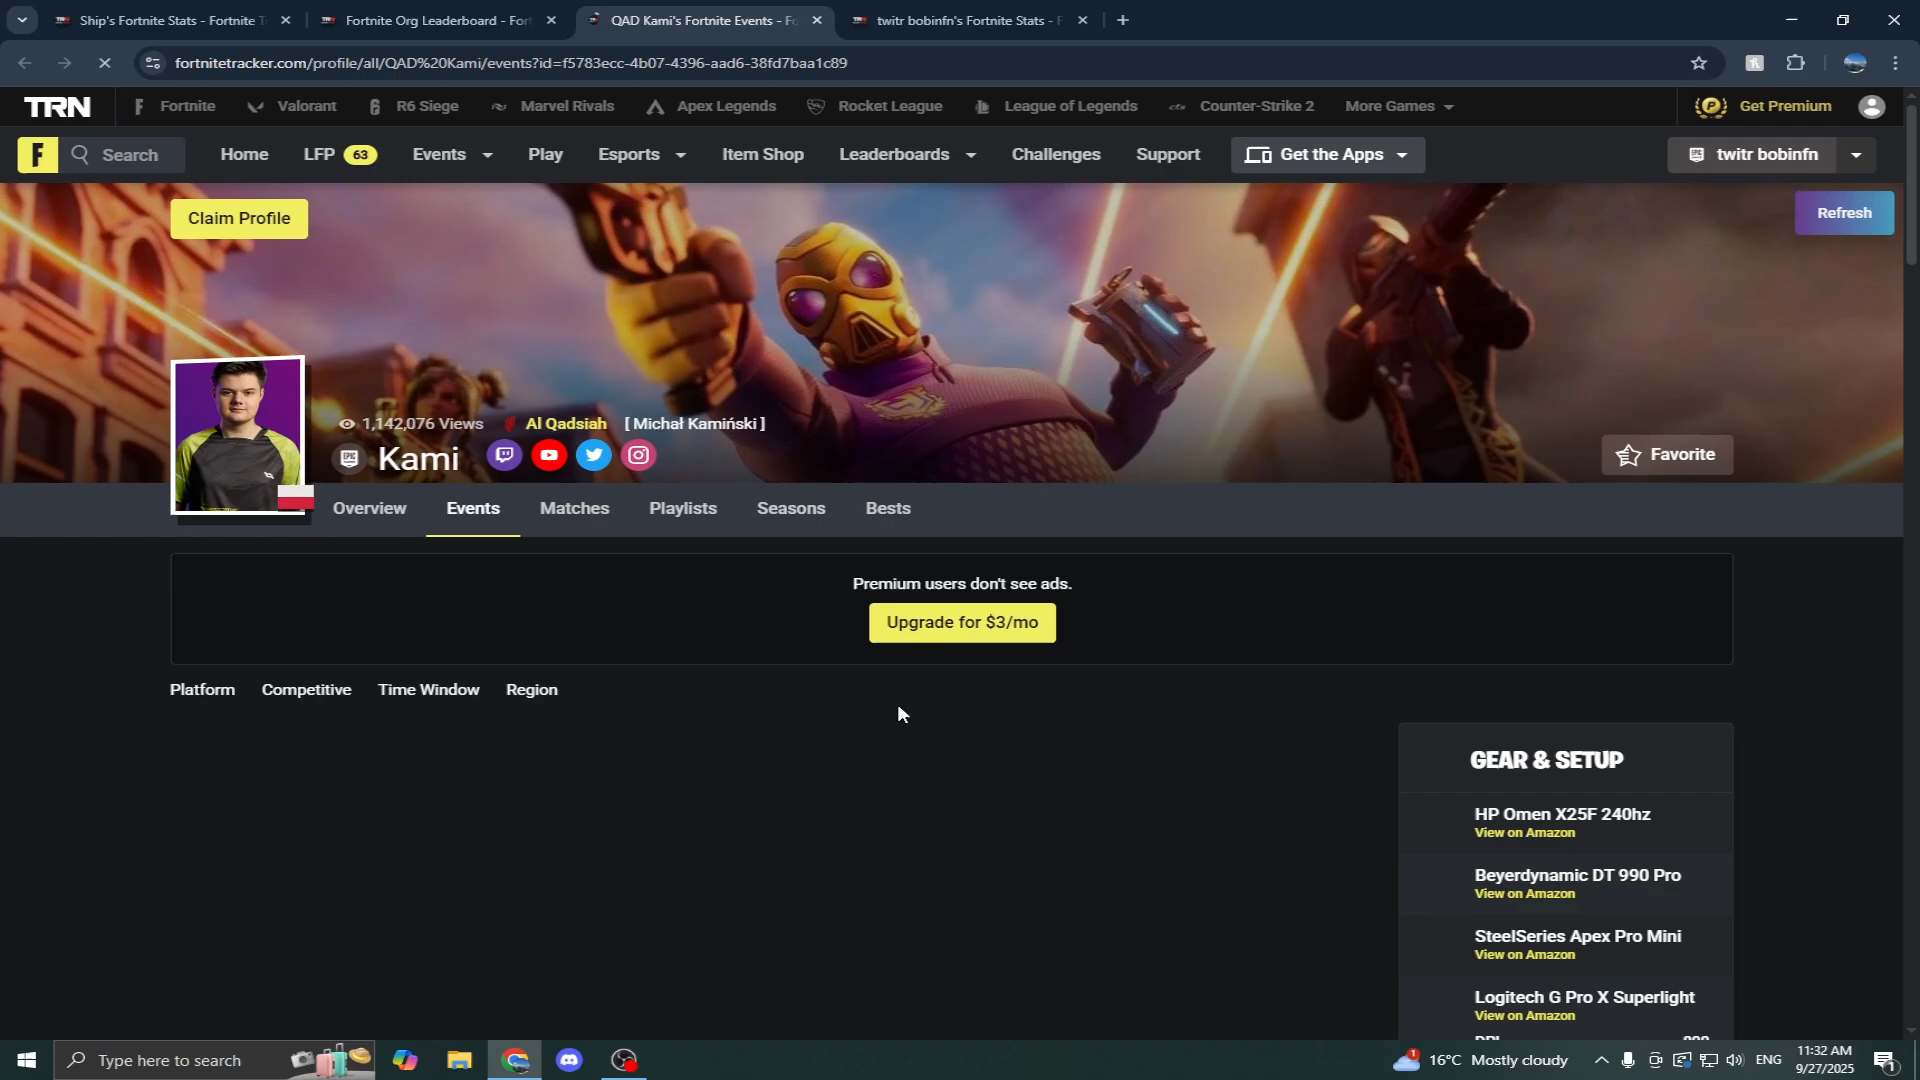 Ship's Fortnite Stats - Fortnite T
Fortnite Org Leaderboard - For
QAD Kami's Fortnite Events - Fo
twitr bobinfn's Fortnite Stats - F
fortnitetracker.com/profile/all/QAD%20Kami/events?id=f5783ecc-4b07-4396-aad6-38fd7baa1c89
TRN Fortnite Valorant R6 Siege Marvel Rivals Apex Legends Rocket League League of Legends Counter-Strike 2 More Games Get Premium
F Search Home LFP 63 Events Play Esports Item Shop Leaderboards Challenges Support Get the Apps twitr bobinfn
Claim Profile
Refresh
1,142,076 Views Al Qadsiah [ Michał Kamiński ]
EPIC Kami
Favorite
Overview Events Matches Playlists Seasons Bests
Premium users don't see ads.
Upgrade for $3/mo
Platform Competitive Time Window Region
GEAR & SETUP
HP Omen X25F 240hz
View on Amazon
Beyerdynamic DT 990 Pro
View on Amazon
SteelSeries Apex Pro Mini
View on Amazon
Logitech G Pro X Superlight
View on Amazon
Type here to search
1 16°C Mostly cloudy
ENG
11:32 AM
9/27/2025
1